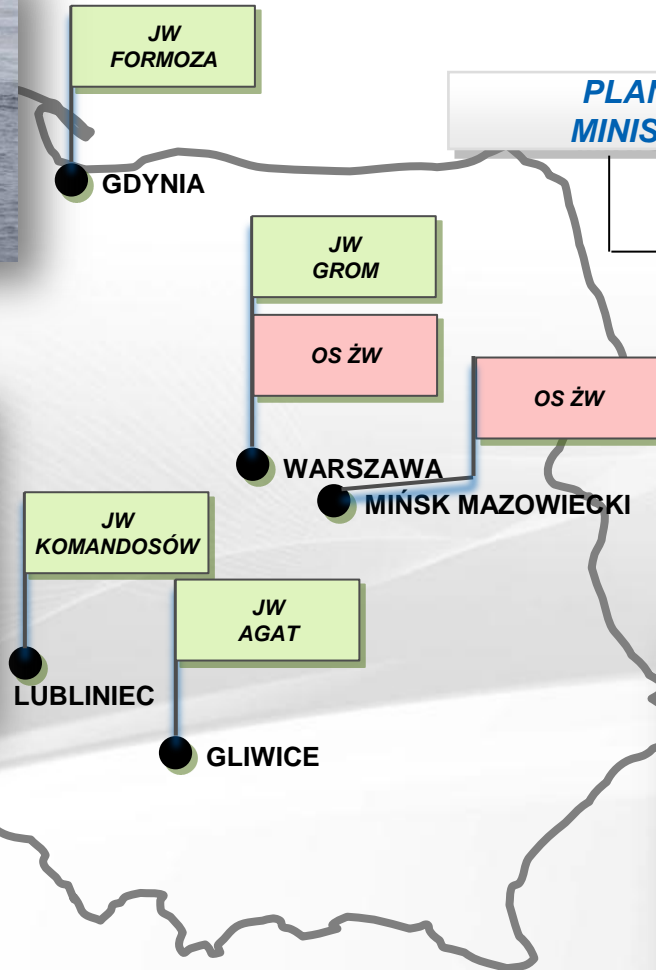 JW
FORMOZA
GDYNIA
JW
GROM
OS ŻW
OS ŻW
WARSZAWA
MIŃSK MAZOWIECKI
JW
KOMANDOSÓW
JW
AGAT
LUBLINIEC
GLIWICE